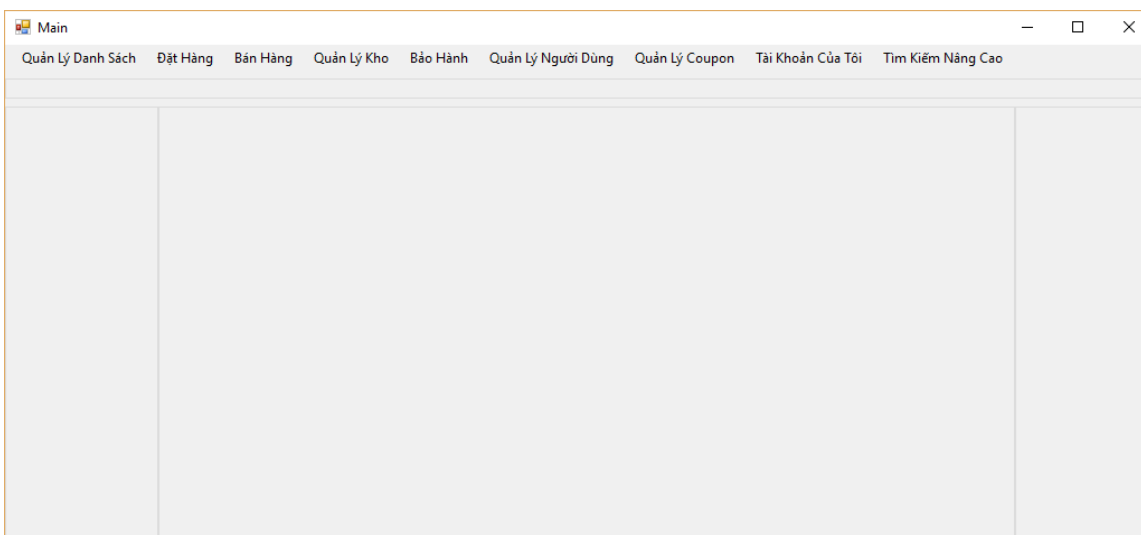 Main
Quản Lý Danh Sách Đặt Hàng Bán Hàng Quản Lý Kho Bảo Hành Quản Lý Người Dùng Quản Lý Coupon Tài Khoản Của Tôi Tìm Kiếm Nâng Cao